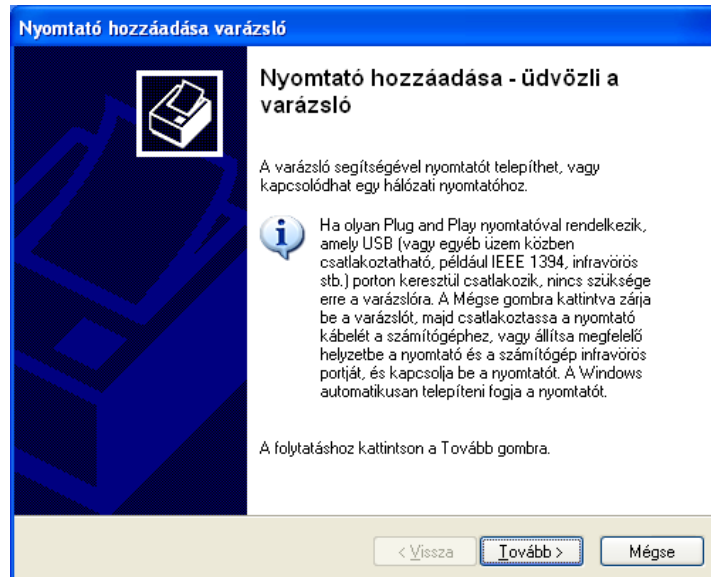 Nyomtató hozzáadása varázsló
Nyomtató hozzáadása - üdvözli a
varázsló
A varázsló segítségével nyomtatót telepíthet, vagy
kapcsolódhat egy hálózati nyomtatóhoz.
Ha olyan Plug and Play nyomtatóval rendelkezik,
amely USB (vagy egyéb üzem közben
csatlakoztatható, például IEEE 1394, infravörös
stb.) porton keresztül csatlakozik, nincs szüksége
erre a varázslóra. A Mégse gombra kattintva zárja
be a varázslót, majd csatlakoztassa a nyomtató
kábelét a számítógéphez, vagy állítsa megfelelő
helyzetbe a nyomtató és a számítógép infravörös
portját, és kapcsolja be a nyomtatót. A Windows
automatikusan telepíteni fogja a nyomtatót.
A folytatáshoz kattintson a Tovább gombra.
< Vissza Tovább > Mégse